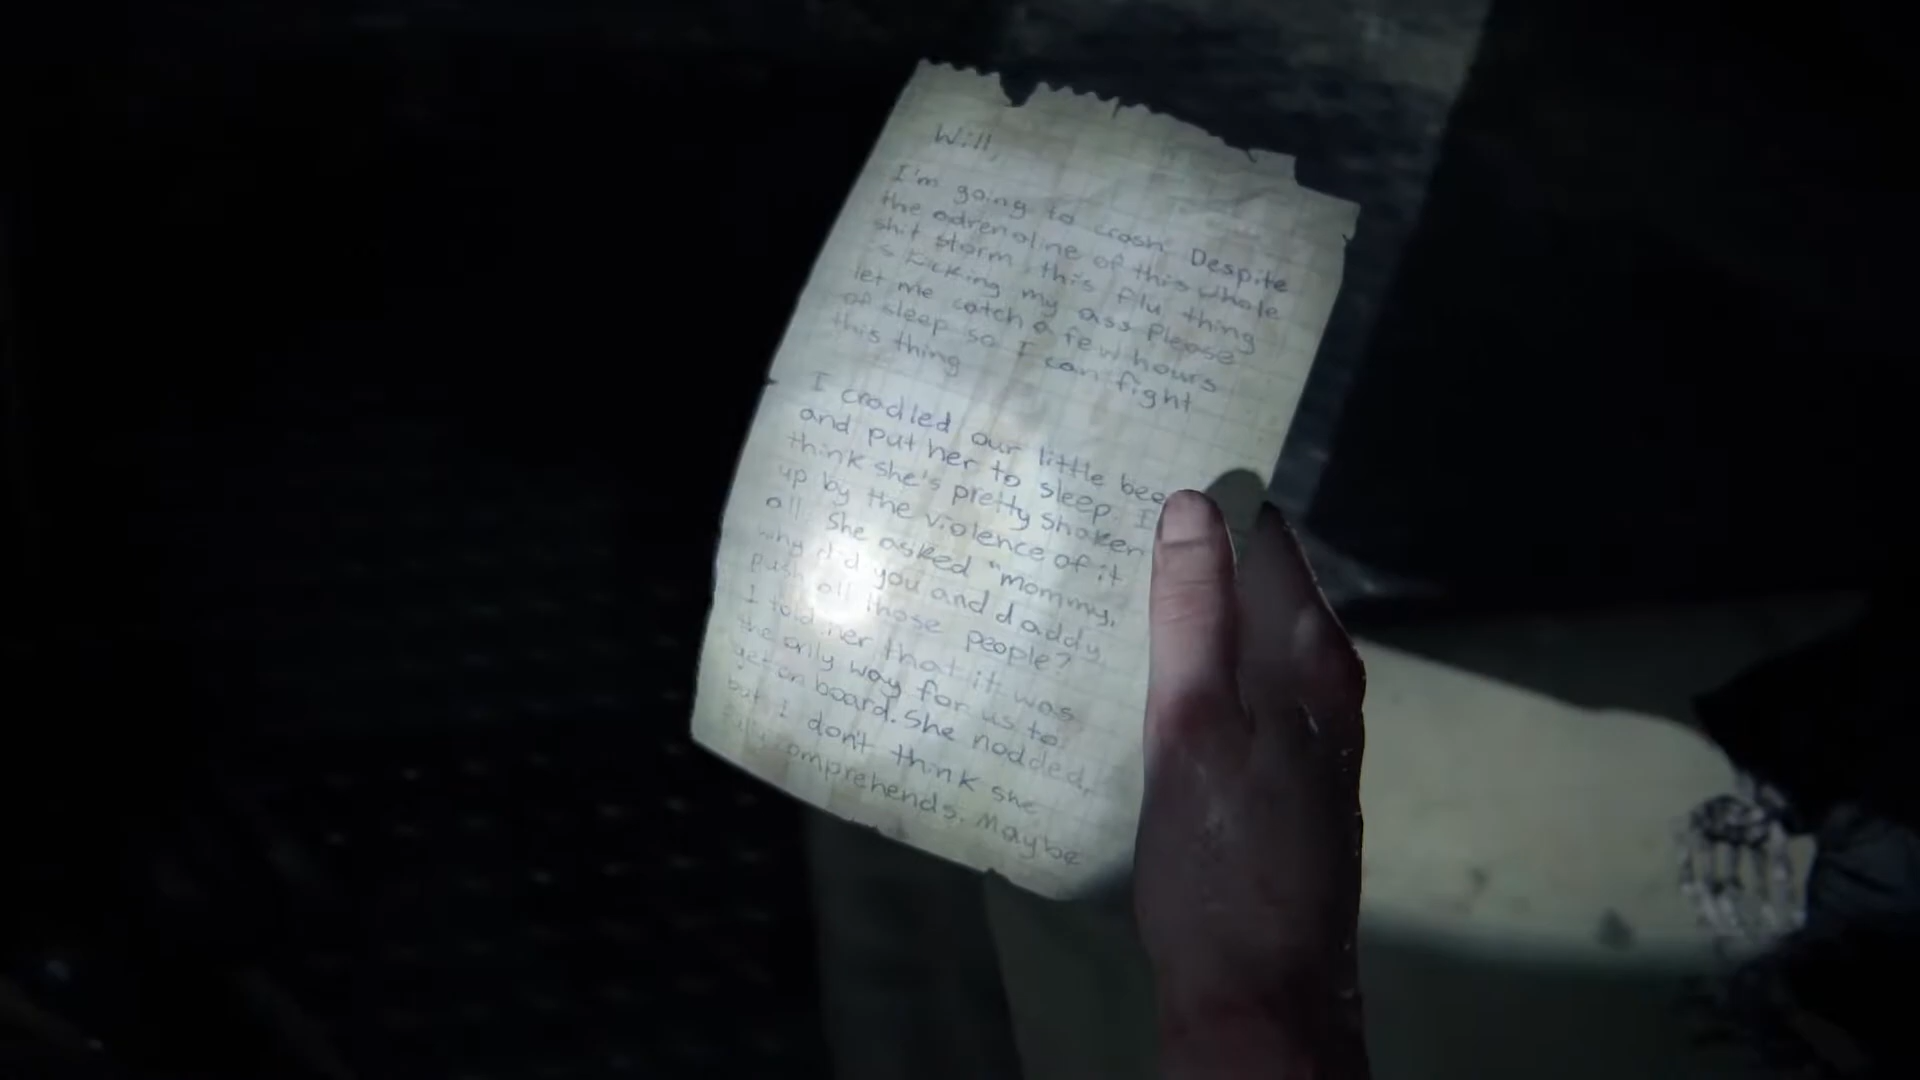 Will,
I'm going to crash. Despite
the adrenaline of this whole
shit storm, this flu thing
is kicking my ass. Please
let me catch a few hours
of sleep so I can fight
this thing
I cradled our little bee
and put her to sleep. I
think she's pretty shaken
up by the violence of it
all. She asked "mommy,
why did you and daddy
push all those people?
I told her that it was
the only way for us to
get on board. She nodded,
but I don't think she
fully comprehends. Maybe